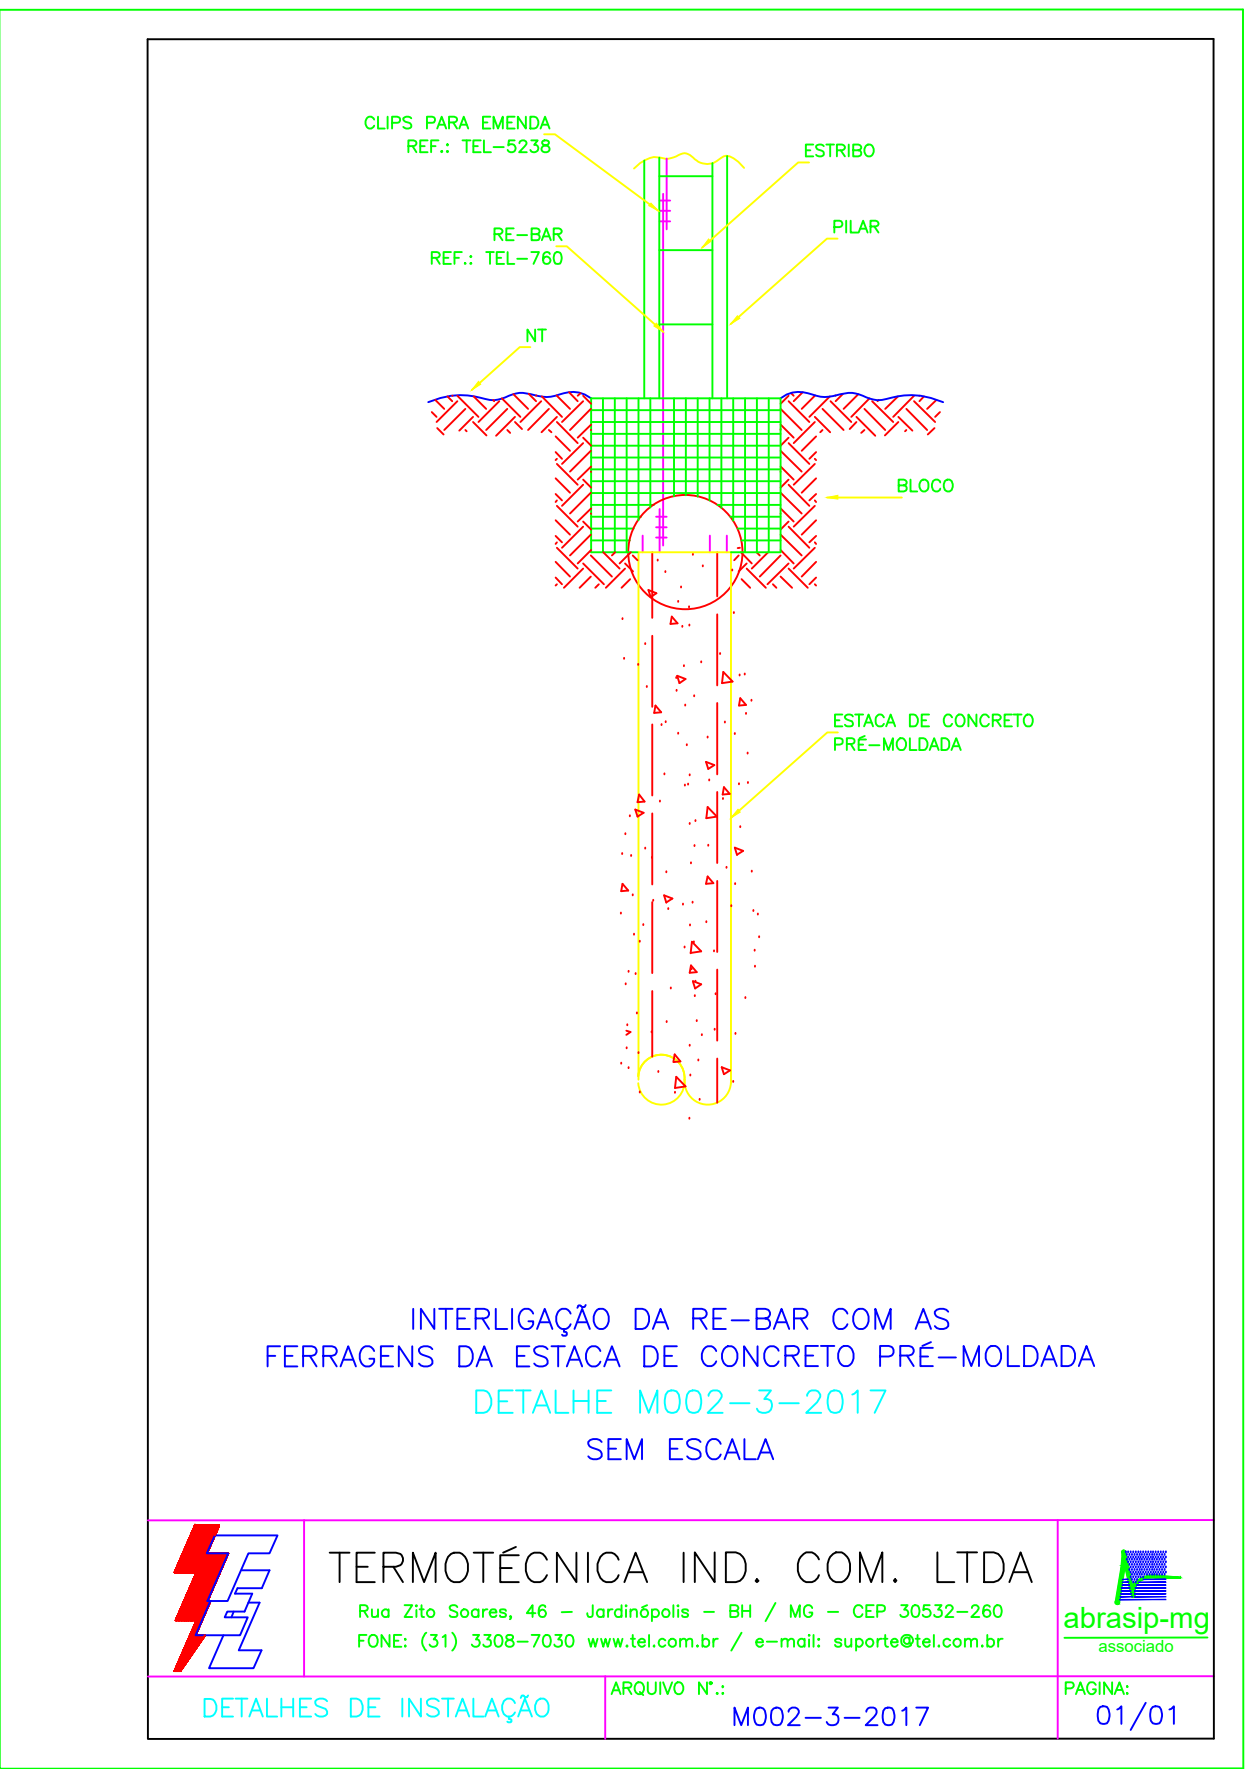 CLIPS PARA EMENDA
REF.: TEL-5238
ESTRIBO
RE-BAR
REF.: TEL-760
PILAR
NT
BLOCO
ESTACA DE CONCRETO
PRÉ-MOLDADA
INTERLIGAÇÃO DA RE-BAR COM AS
FERRAGENS DA ESTACA DE CONCRETO PRÉ-MOLDADA
DETALHE M002-3-2017
SEM ESCALA
TEL
TERMOTÉCNICA IND. COM. LTDA
Rua Zito Soares, 46 - Jardinópolis - BH / MG - CEP 30532-260
FONE: (31) 3308-7030 www.tel.com.br / e-mail: suporte@tel.com.br
abrasip-mg
associado
DETALHES DE INSTALAÇÃO
ARQUIVO N°.:
M002-3-2017
PAGINA:
01/01